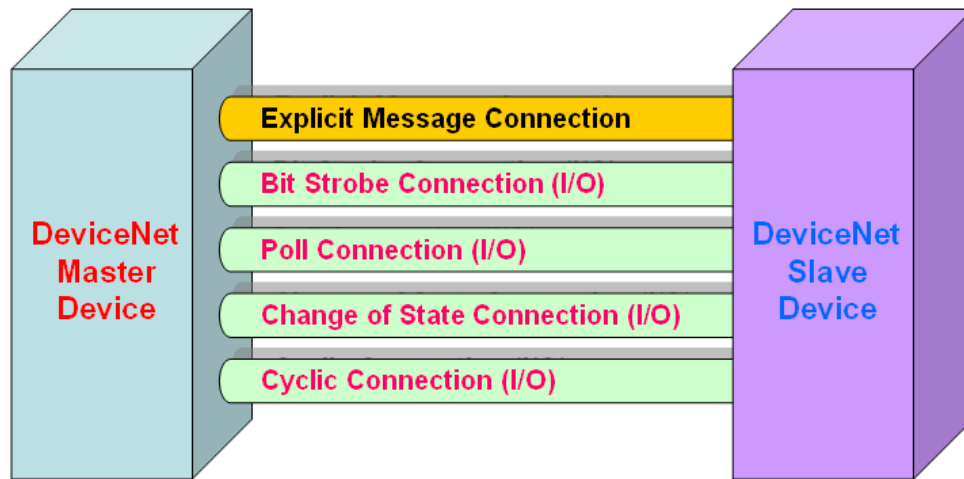 Explicit Message Connection
Bit Strobe Connection (I/O)
Poll Connection (I/O)
Change of State Connection (I/O)
Cyclic Connection (I/O)
DeviceNet
Master
Device
DeviceNet
Slave
Device